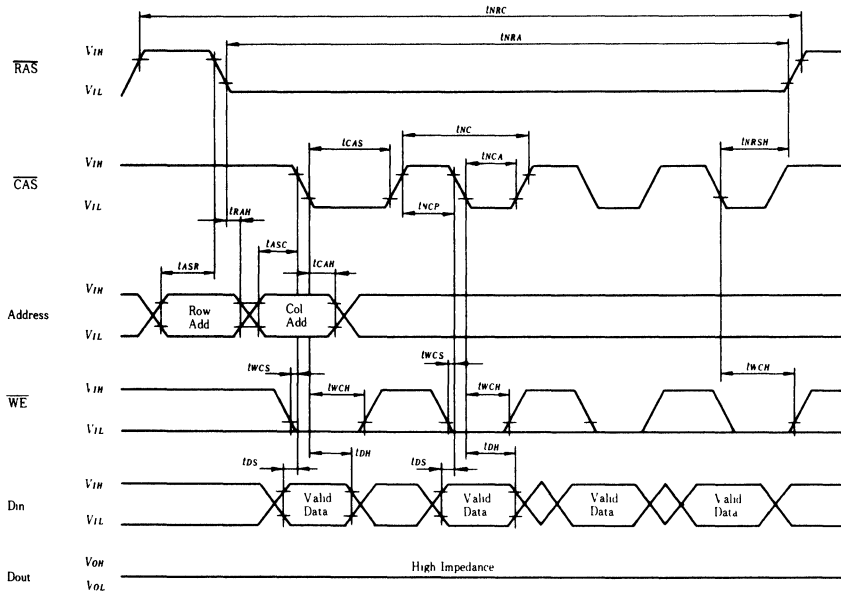 tNRC
tNRA
RAS
VIH
VIL
tCAS
tNC
tNCA
tNRSH
CAS
VIH
VIL
tRAH
tNCP
tASR
tASC
tCAH
Address
VIH
VIL
Row Add
Col Add
tWCS
tWCH
tWCS
tWCH
tWCH
WE
VIH
VIL
tDS
tDH
tDS
tDH
Din
VIH
VIL
Valid Data
Valid Data
Valid Data
Valid Data
Dout
VOH
VOL
High Impedance